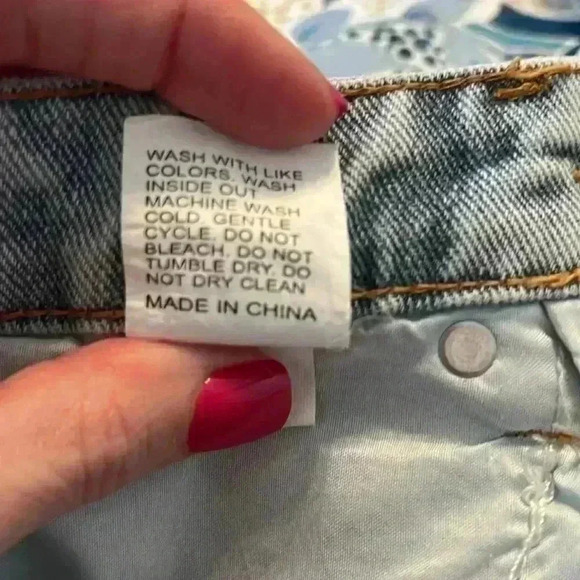 WASH WITH LIKE
COLORS. WASH
INSIDE OUT
MACHINE WASH
COLD. GENTLE
CYCLE. DO NOT
BLEACH. DO NOT
TUMBLE DRY. DO
NOT DRY CLEAN
MADE IN CHINA